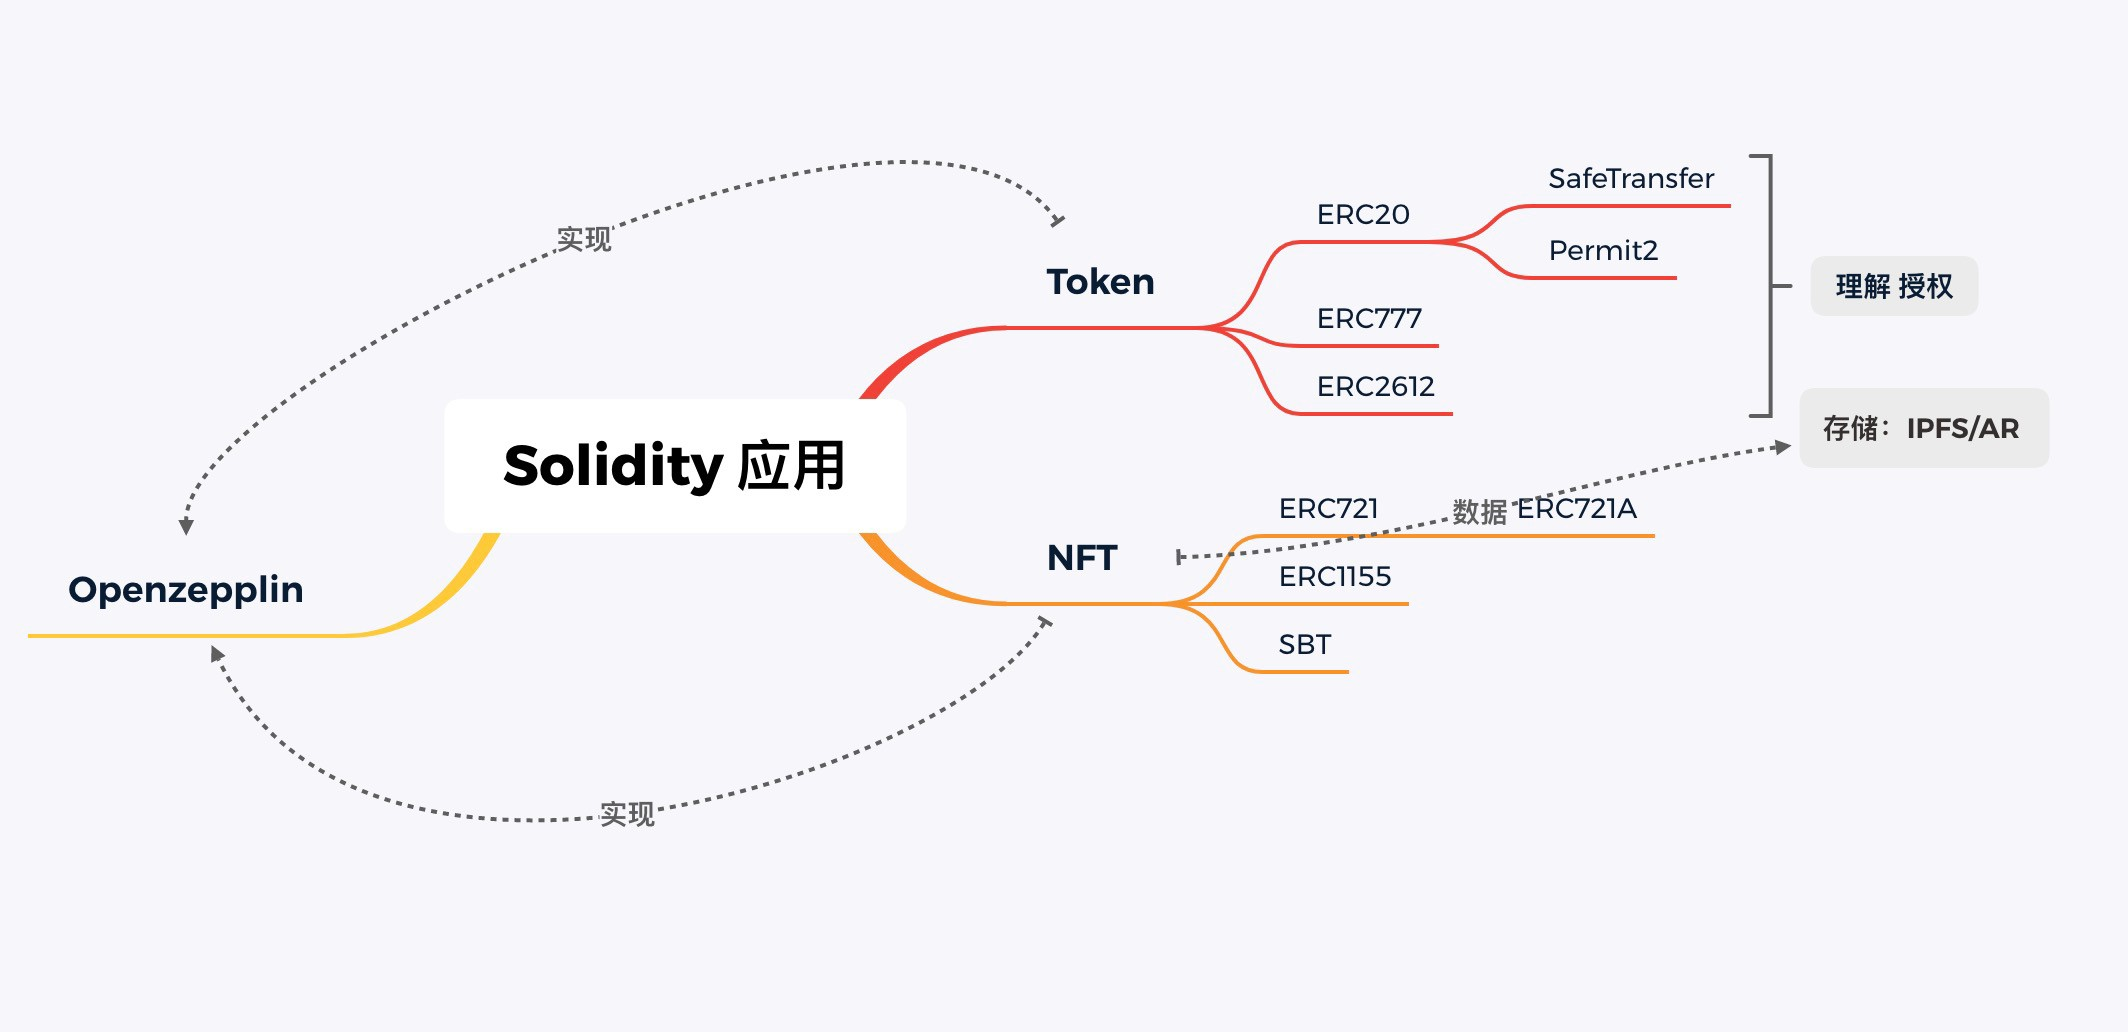 实现
Token
ERC20
SafeTransfer
Permit2
ERC777
ERC2612
理解 授权
Solidity 应用
存储：IPFS/AR
Openzepplin
NFT
ERC721
数据
ERC721A
ERC1155
SBT
实现